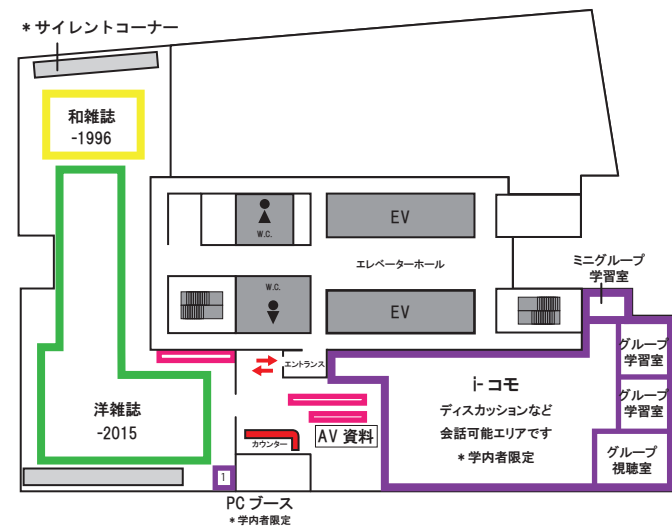 *サイレントコーナー
和雑誌
-1996
W.C.
EV
エレベーターホール
W.C.
EV
ミニグループ
学習室
エントランス
グループ
学習室
i-コモ
ディスカッションなど
会話可能エリアです
*学内者限定
グループ
学習室
洋雑誌
-2015
カウンター
AV 資料
グループ
視聴室
1
PC ブース
*学内者限定